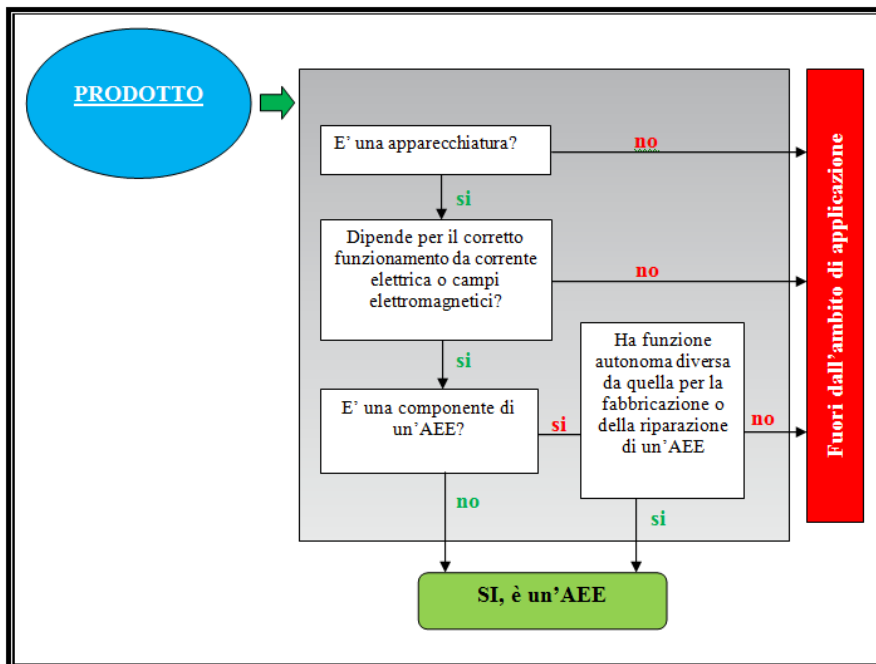 PRODOTTO
E’ una apparecchiatura?
no
si
Dipende per il corretto
funzionamento da corrente
elettrica o campi
elettromagnetici?
no
si
E’ una componente di
un’AEE?
si
Ha funzione
autonoma diversa
da quella per la
fabbricazione o
della riparazione
di un’AEE
no
no
si
SI, è un’AEE
Fuori dall’ambito di applicazione